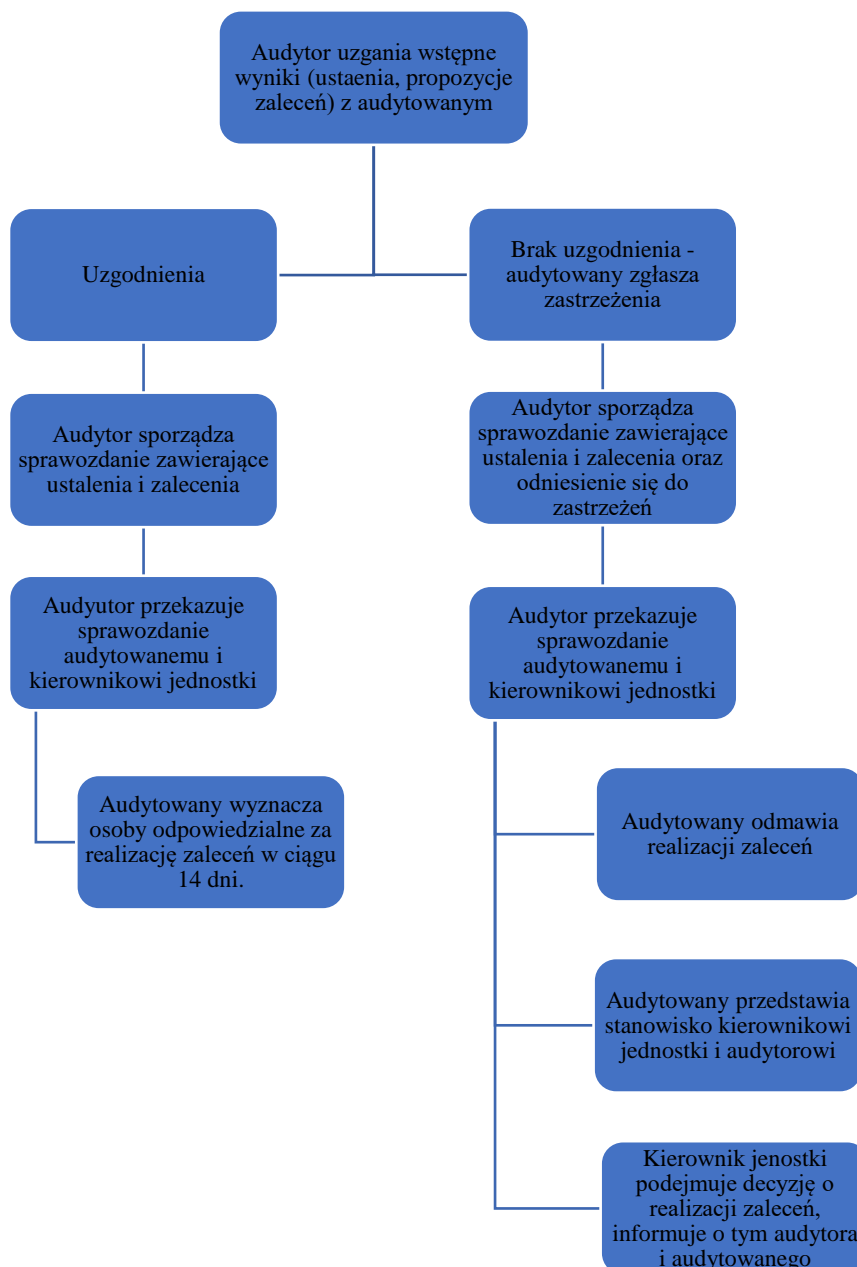 Audytor uzgania wstępne
wyniki (ustaenia, propozycje
zaleceń) z audytowanym
Uzgodnienia
Brak uzgodnienia -
audytowany zgłasza
zastrzeżenia
Audytor sporządza
sprawozdanie zawierające
ustalenia i zalecenia
Audytor sporządza
sprawozdanie zawierające
ustalenia i zalecenia oraz
odniesienie się do
zastrzeżeń
Audyutor przekazuje
sprawozdanie
audytowanemu i
kierownikowi jednostki
Audytor przekazuje
sprawozdanie
audytowanemu i
kierownikowi jednostki
Audytowany wyznacza
osoby odpowiedzialne za
realizację zaleceń w ciągu
14 dni.
Audytowany odmawia
realizacji zaleceń
Audytowany przedstawia
stanowisko kierownikowi
jednostki i audytorowi
Kierownik jenostki
podejmuje decyzję o
realizacji zaleceń,
informuje o tym audytora
i audytowanego